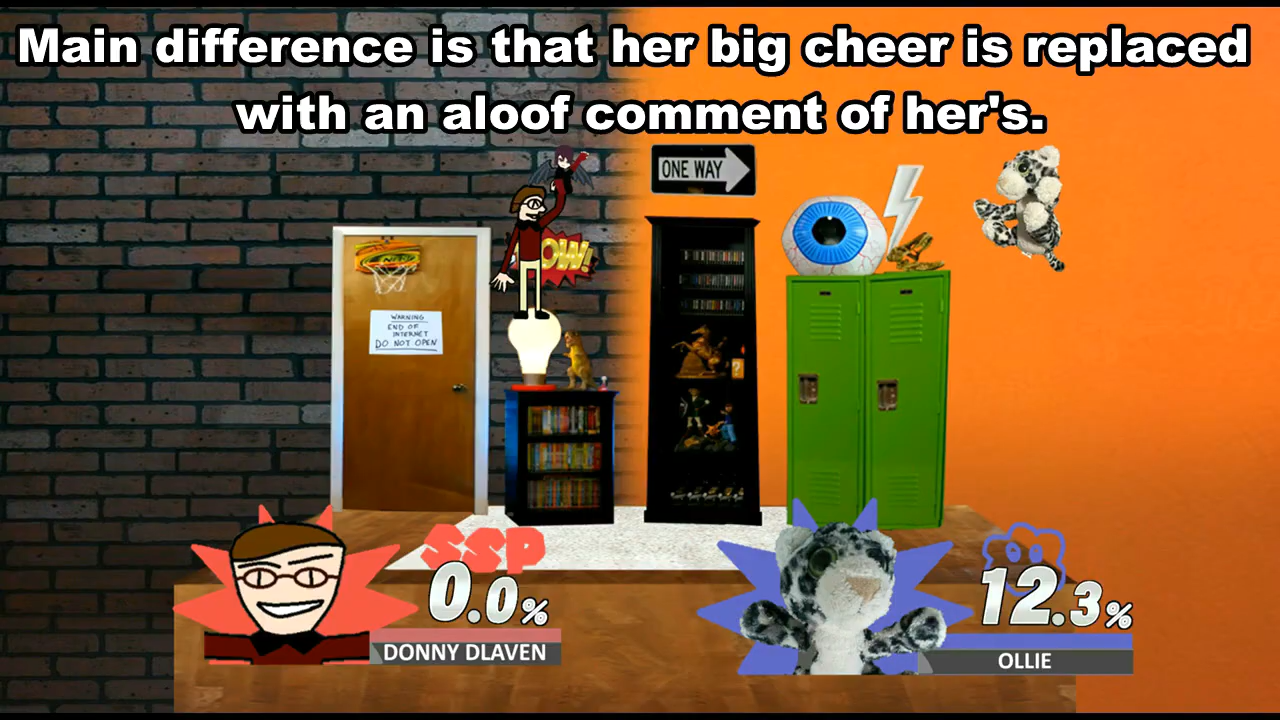 Main difference is that her big cheer is replaced
with an aloof comment of her's.
ONE WAY
OW!
WARNING
END OF
INTERNET
DO NOT OPEN
SSP
0.0%
12.3%
DONNY DLAVEN
OLLIE